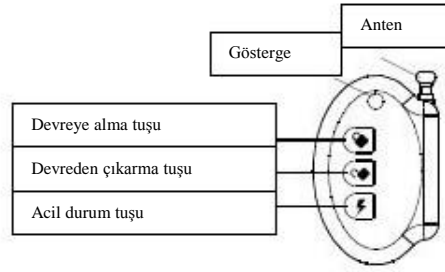 Anten
Gösterge
Devreye alma tuşu
Devreden çıkarma tuşu
Acil durum tuşu